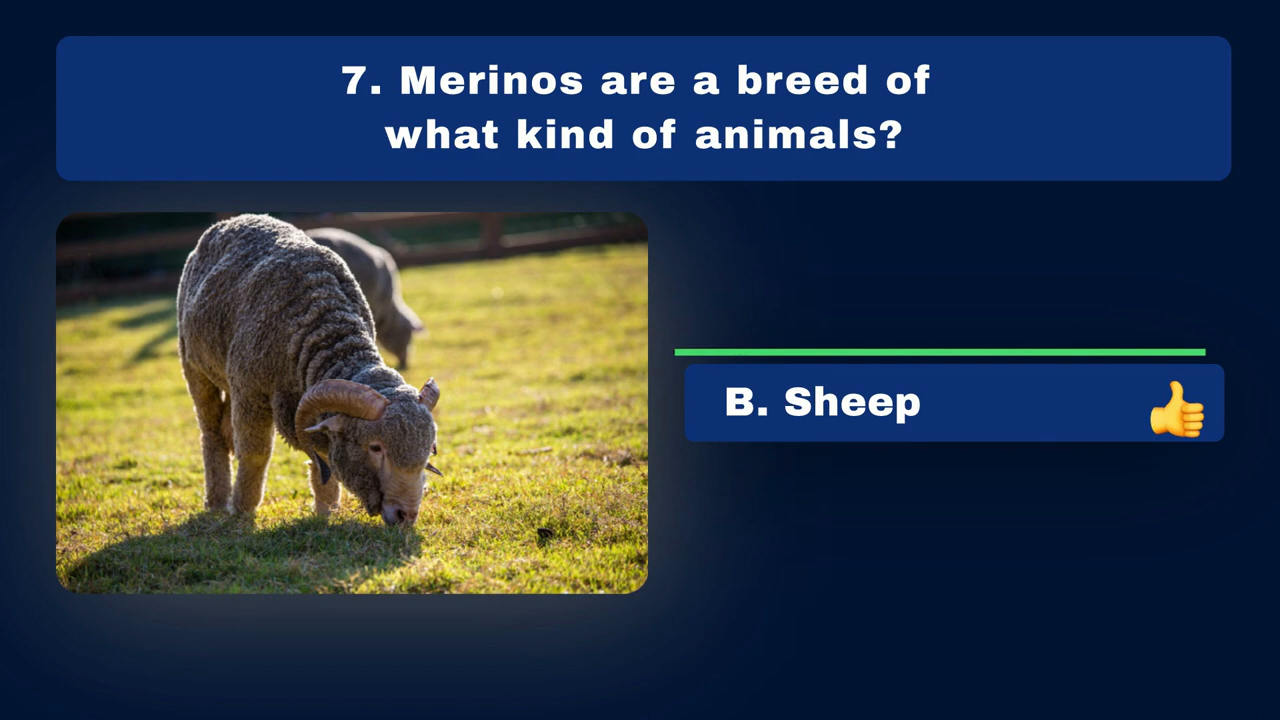 7. Merinos are a breed of
what kind of animals?
B. Sheep